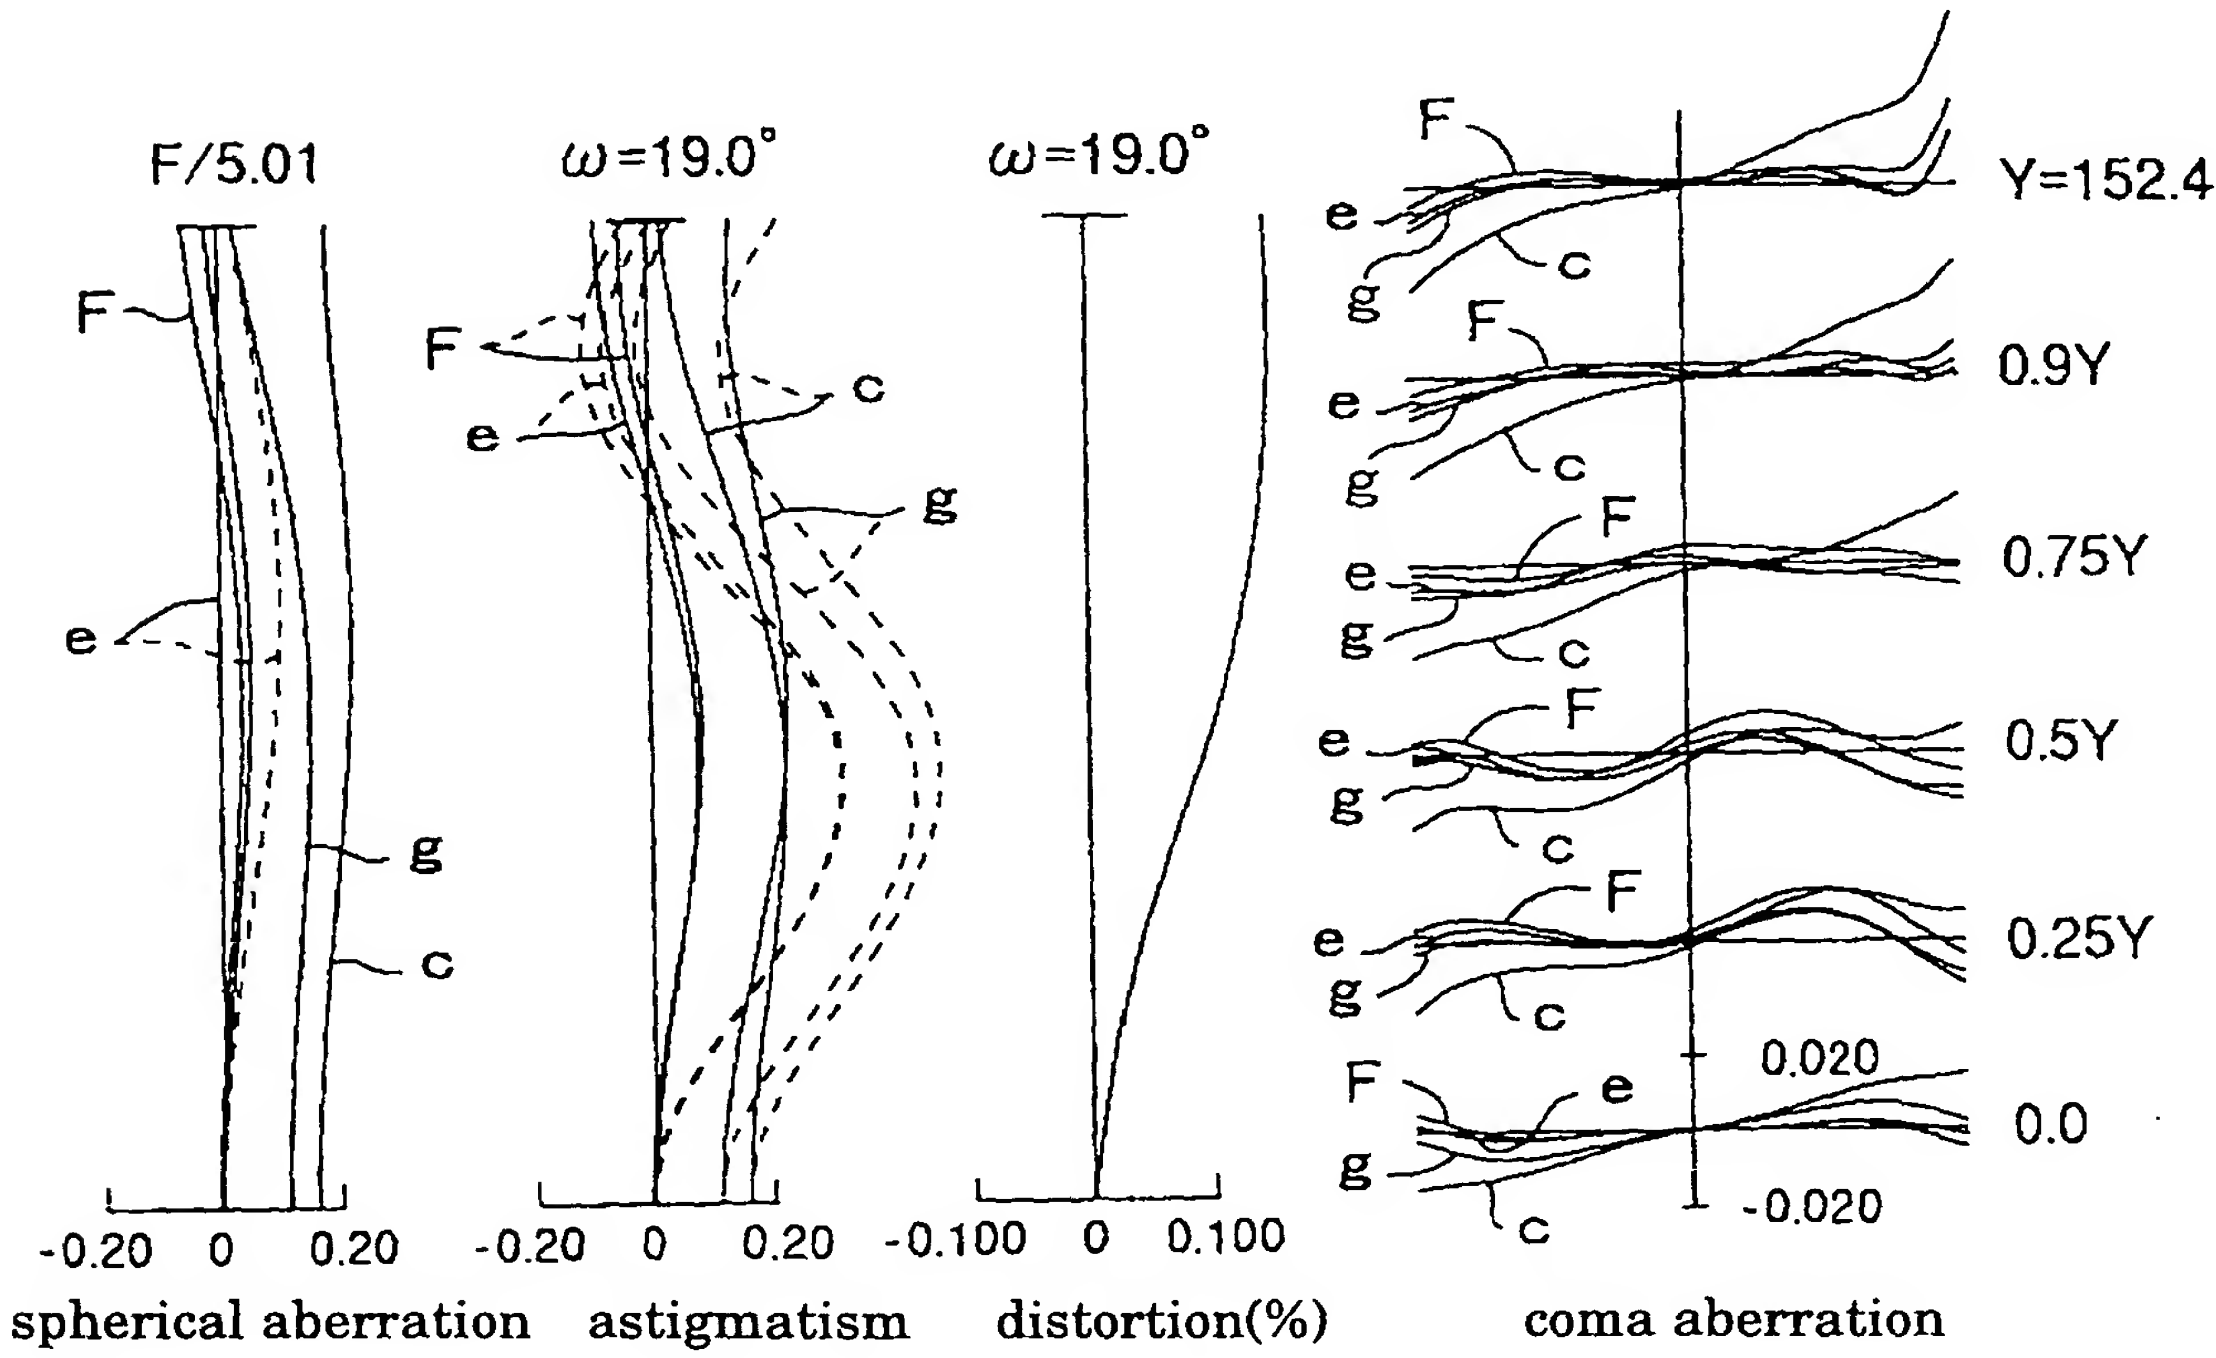 F/5.01
F
e
g
c
-0.20 0 0.20
spherical aberration
ω=19.0°
F
e
c
g
-0.20 0 0.20
astigmatism
ω=19.0°
-0.100 0 0.100
distortion(%)
F
e
g
c
Y=152.4
F
e
g
c
0.9Y
F
e
g
c
0.75Y
F
e
g
c
0.5Y
F
e
g
c
0.25Y
0.020
F
e
g
c
0.0
-0.020
coma aberration